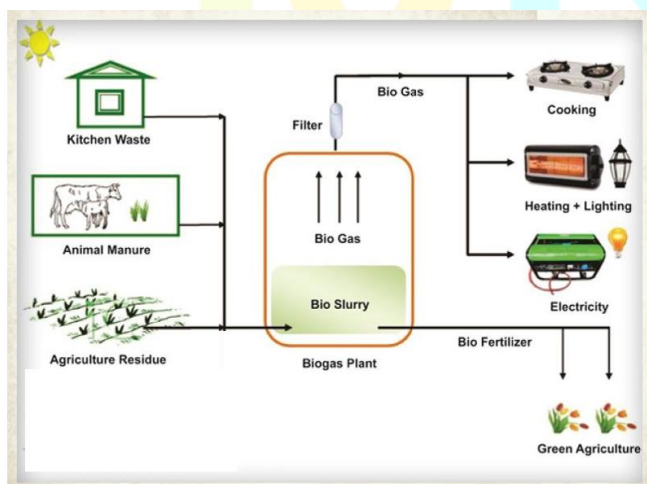 Kitchen Waste
Animal Manure
Agriculture Residue
Filter
Bio Gas
Bio Gas
Bio Slurry
Biogas Plant
Cooking
Heating + Lighting
Electricity
Bio Fertilizer
Green Agriculture